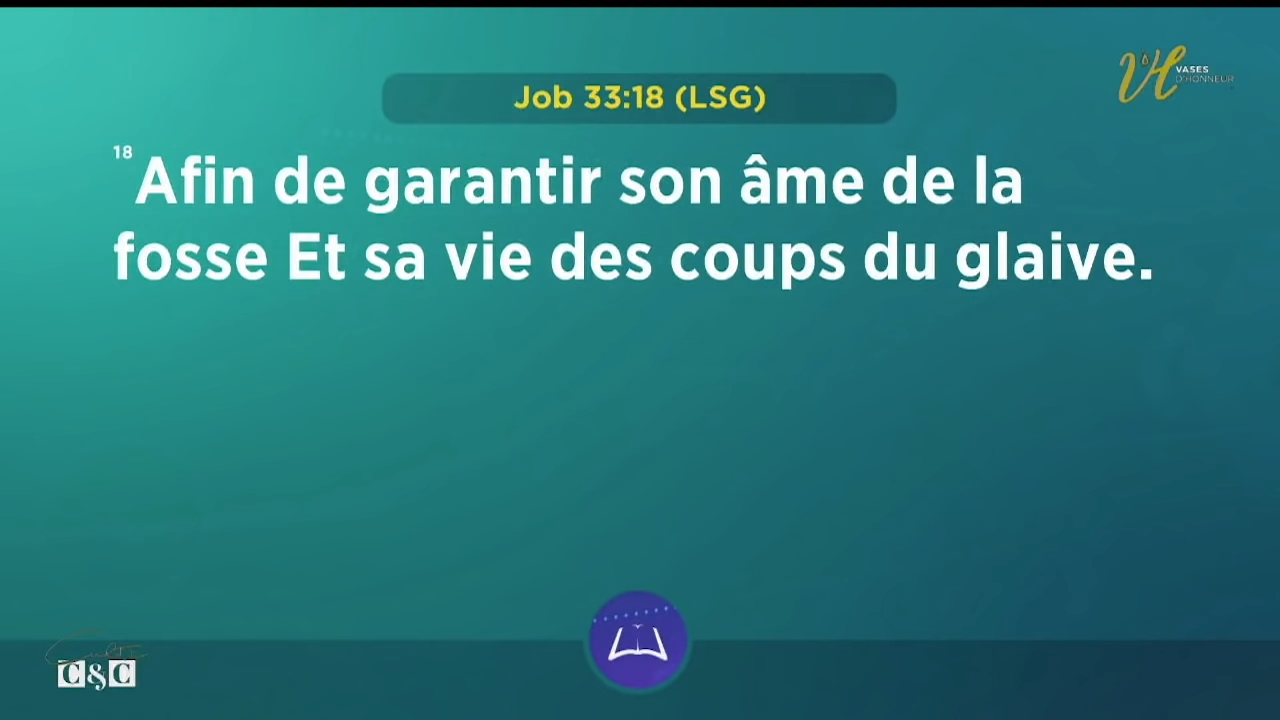 Job 33:18 (LSG)
VASES
D'HONNEUR
18 Afin de garantir son âme de la
fosse Et sa vie des coups du glaive.
Culte
C&C